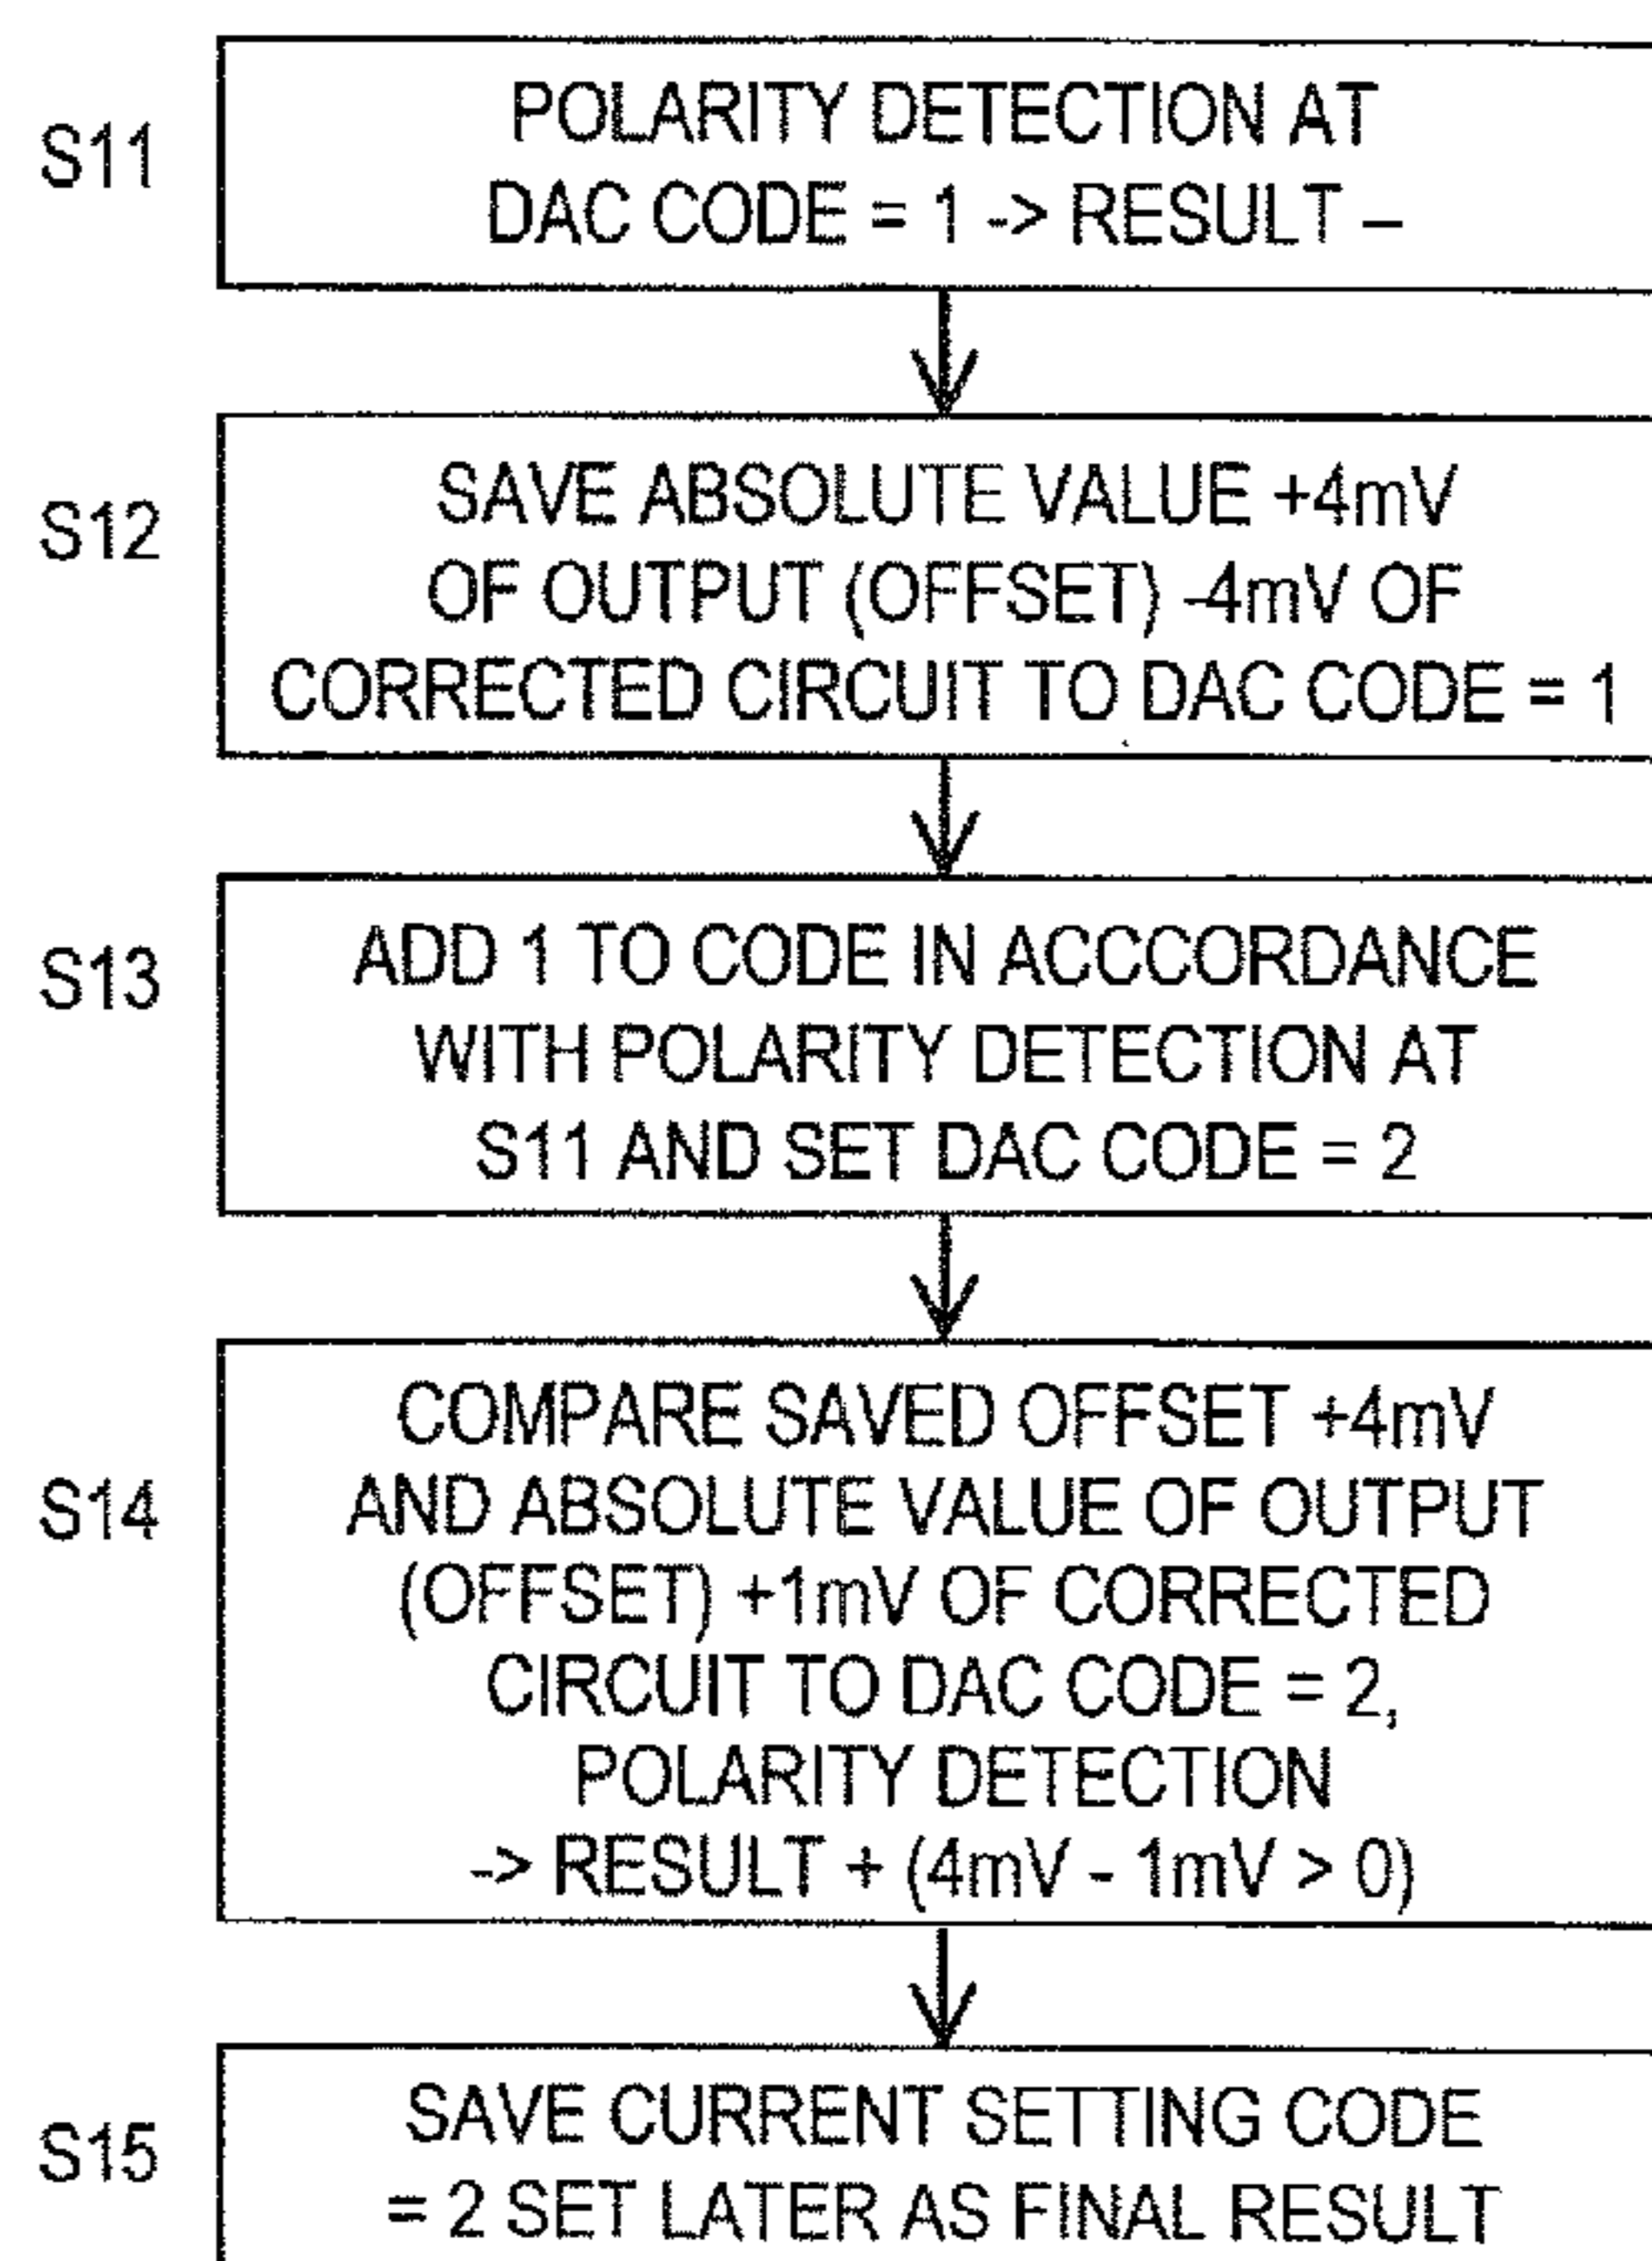 S11
POLARITY DETECTION AT
DAC CODE = 1 -> RESULT –
S12
SAVE ABSOLUTE VALUE +4mV
OF OUTPUT (OFFSET) -4mV OF
CORRECTED CIRCUIT TO DAC CODE = 1
S13
ADD 1 TO CODE IN ACCCORDANCE
WITH POLARITY DETECTION AT
S11 AND SET DAC CODE = 2
S14
COMPARE SAVED OFFSET +4mV
AND ABSOLUTE VALUE OF OUTPUT
(OFFSET) +1mV OF CORRECTED
CIRCUIT TO DAC CODE = 2,
POLARITY DETECTION
-> RESULT + (4mV - 1mV > 0)
S15
SAVE CURRENT SETTING CODE
= 2 SET LATER AS FINAL RESULT